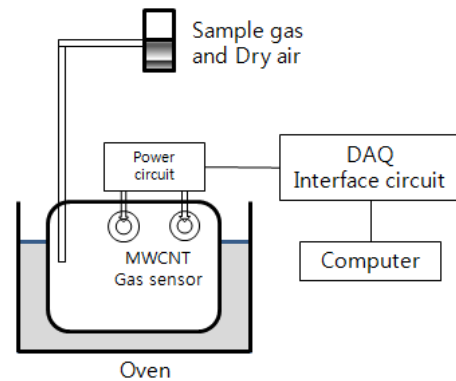 Sample gas
and Dry air
Power
circuit
DAQ
Interface circuit
MWCNT
Gas sensor
Computer
Oven